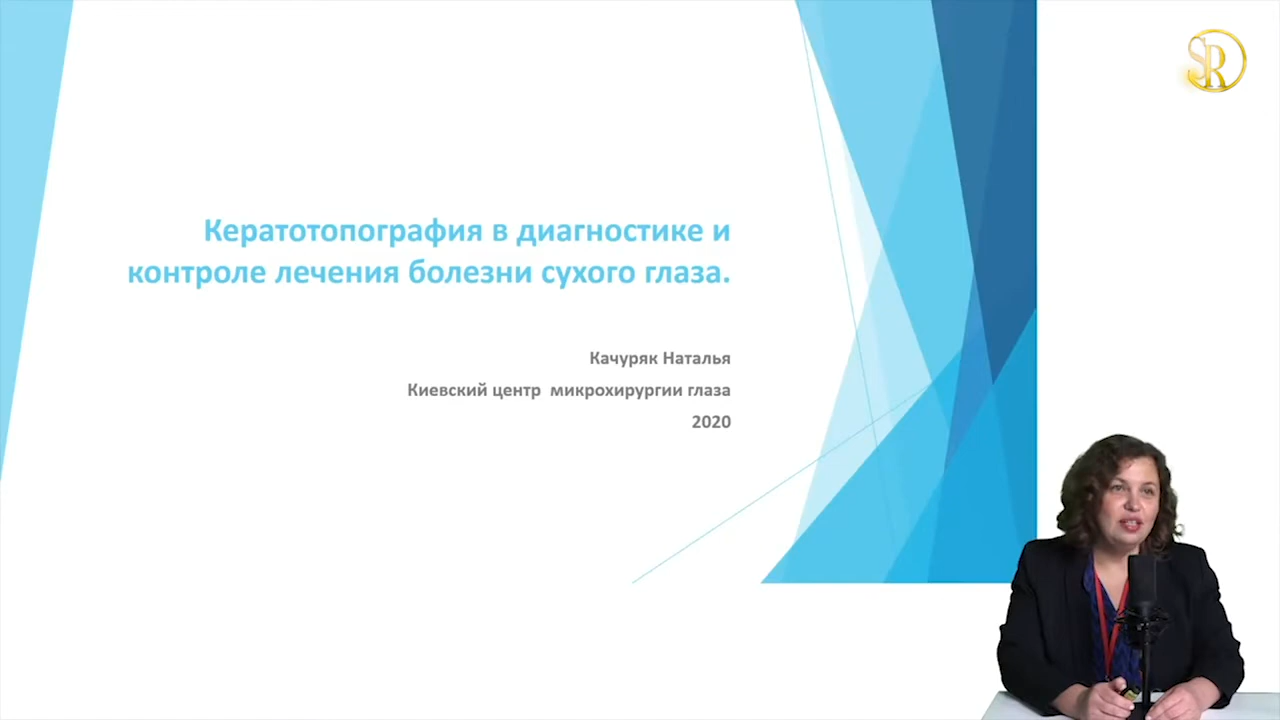 SR
Кератотопография в диагностике и
контроле лечения болезни сухого глаза.
Качуряк Наталья
Киевский центр микрохирургии глаза
2020